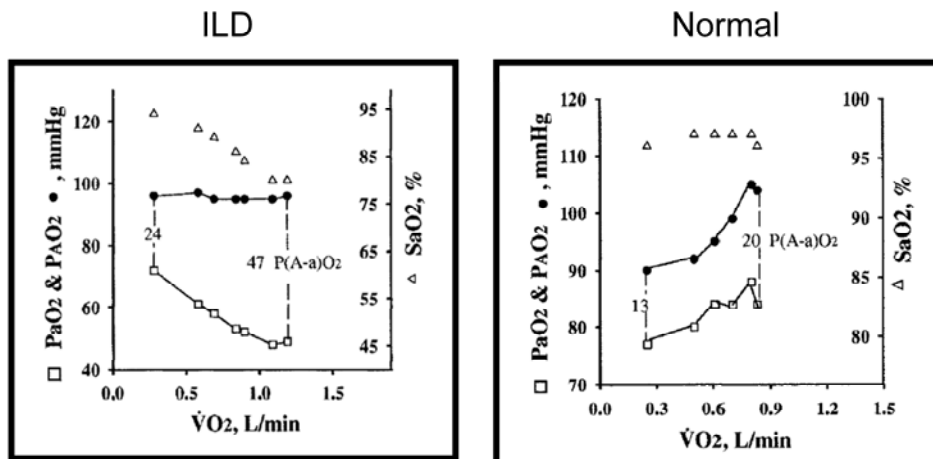 ILD
Normal
□ PaO2 & PAO2 ● , mmHg
120
100
80
60
40
24
47 P(A-a)O2
95
85
75
65
55
45
△ SaO2, %
0.0 0.5 1.0 1.5
V̇O2, L/min
□ PaO2 & PAO2 ● , mmHg
120
110
100
90
80
70
13
20 P(A-a)O2
100
95
90
85
80
△ SaO2, %
0.0 0.3 0.6 0.9 1.2 1.5
V̇O2, L/min